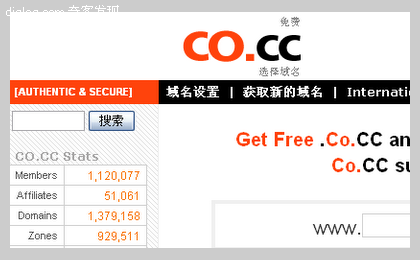 免费
CO.CC
选择域名
[AUTHENTIC & SECURE]
域名设置 | 获取新的域名 | Internatio
搜索
CO.CC Stats
Members 1,120,077
Affiliates 51,061
Domains 1,379,158
Zones 929,511
Get Free .Co.CC an
Co.CC su
www.